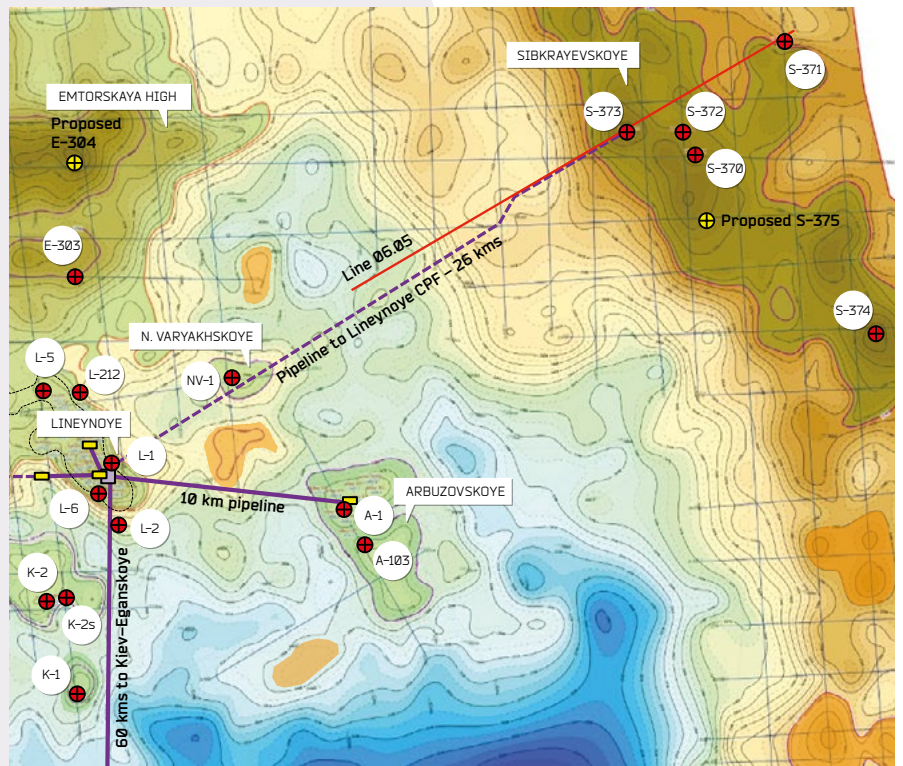 SIBKRAYEVSKOYE
S-371
EMTORSKAYA HIGH
Proposed
E-304
S-373
S-372
S-370
Proposed S-375
E-303
Line 06.05
Pipeline to Lineynoye CPF – 26 kms
S-374
N. VARYAKHSKOYE
L-5
L-212
NV-1
LINEYNOYE
L-1
10 km pipeline
ARBUZOVSKOYE
L-6
A-1
L-2
A-103
K-2
K-2s
K-1
60 kms to Kiev–Eganskoye